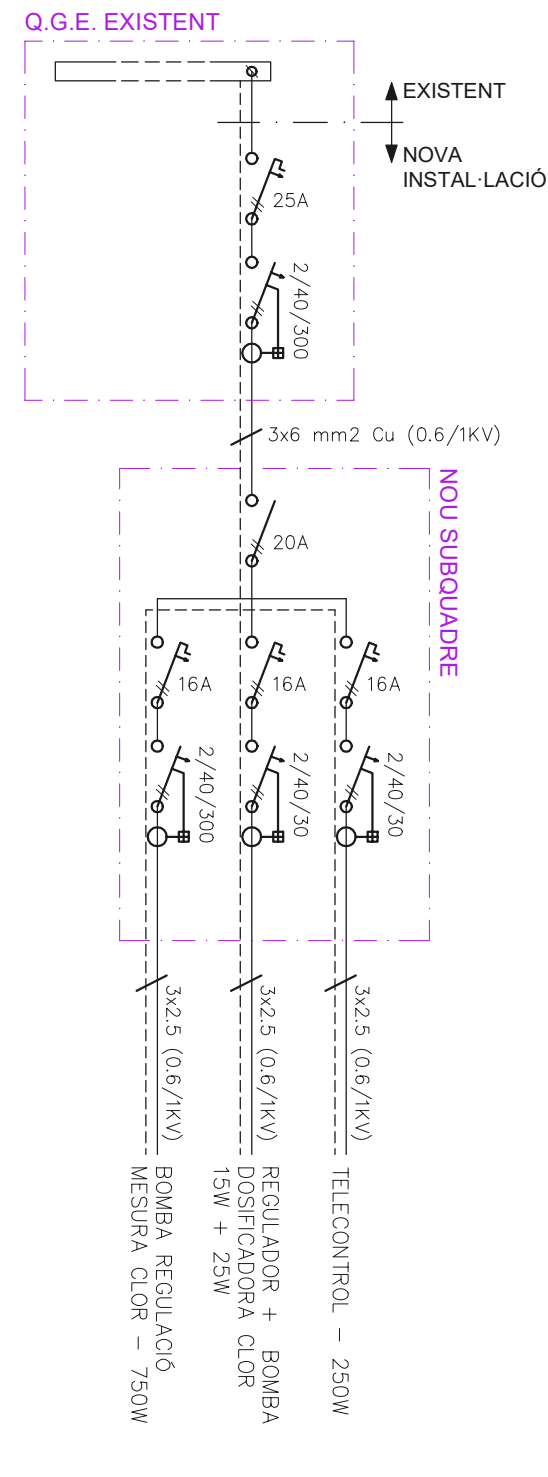 Q.G.E. EXISTENT
EXISTENT
NOVA
INSTAL·LACIÓ
25A
2/40/300
3x6 mm2 Cu (0.6/1KV)
NOU SUBQUADRE
20A
16A
16A
16A
2/40/300
2/40/30
2/40/30
3x2.5 (0.6/1KV)
3x2.5 (0.6/1KV)
3x2.5 (0.6/1KV)
BOMBA REGULACIÓ
MESURA CLOR - 750W
REGULADOR + BOMBA
DOSIFICADORA CLOR
15W + 25W
TELECONTROL - 250W